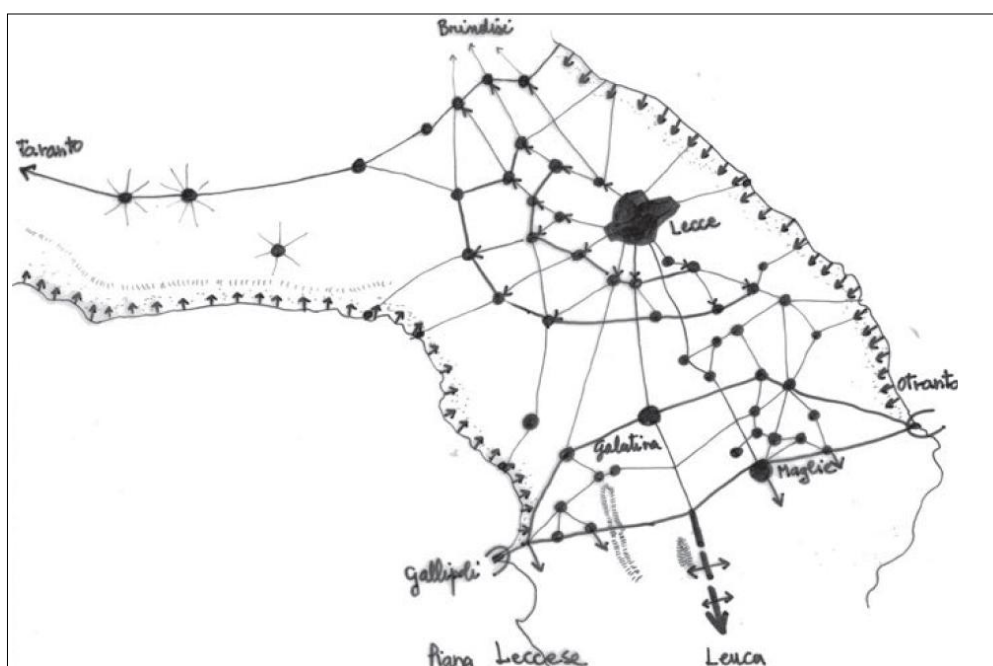 Brindisi
Taranto
Lecce
Otranto
Galatina
Maglie
Gallipoli
Piana Leccese
Leuca